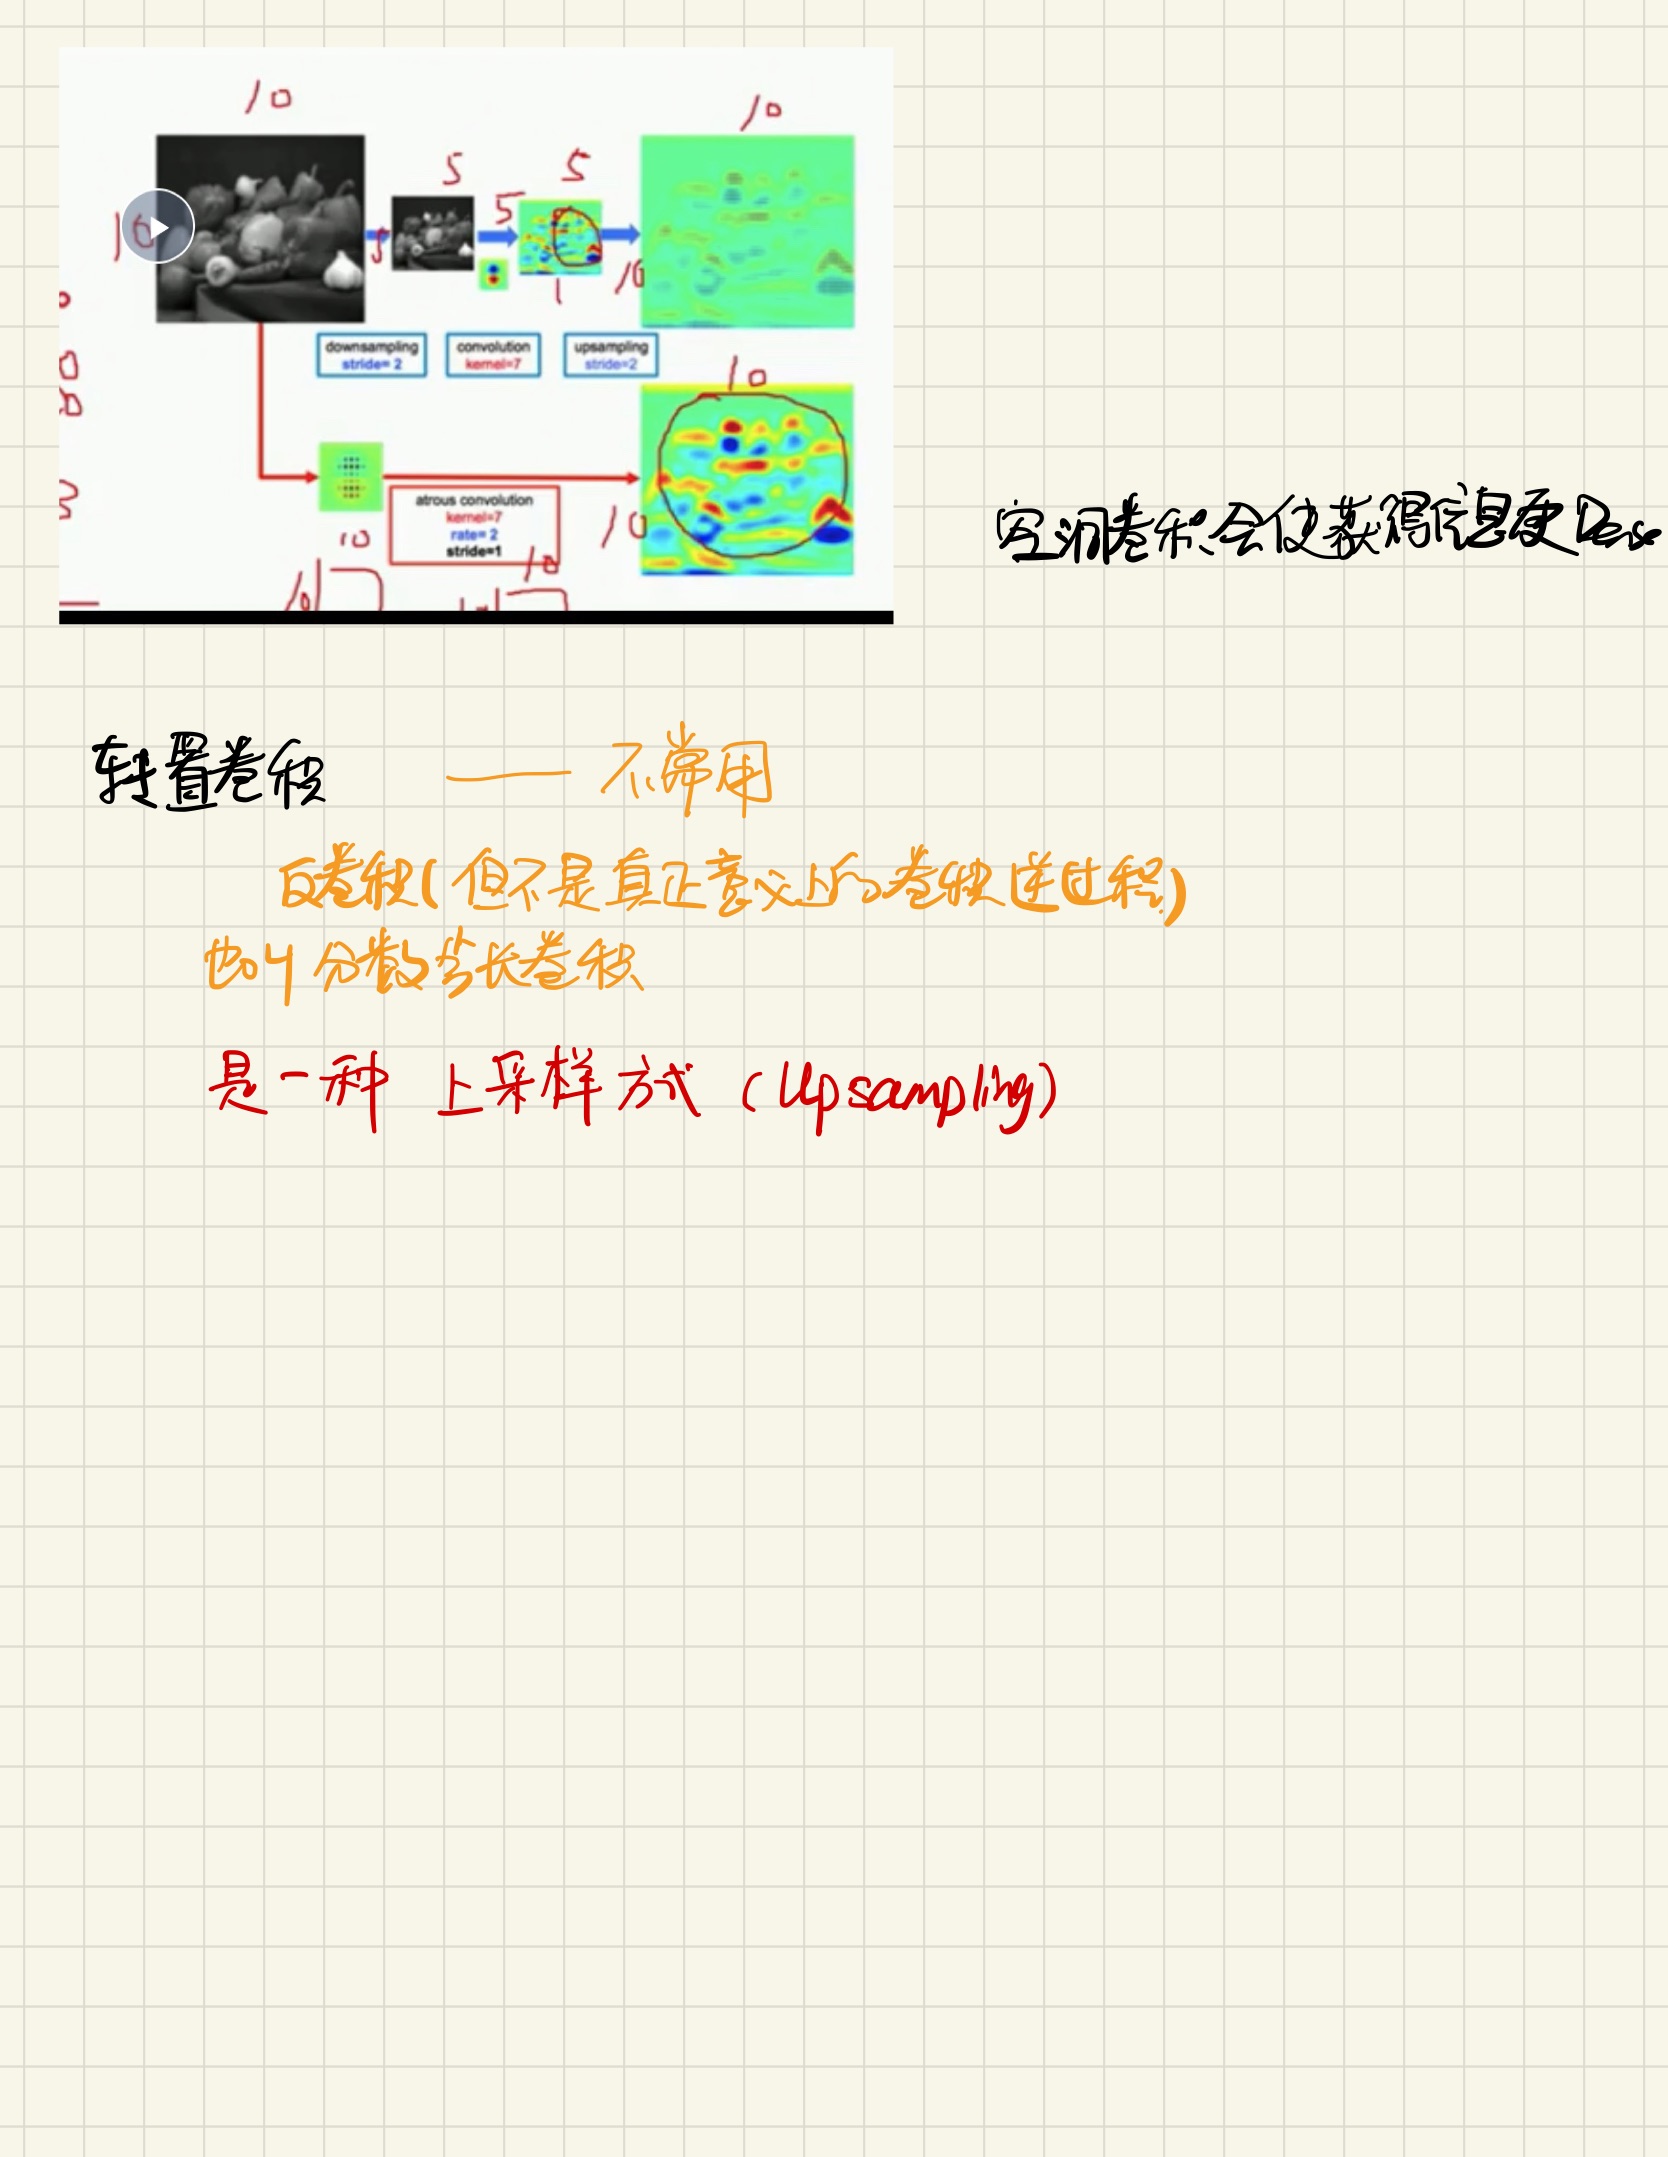 10
10
5
5
5
10
5
10
downsampling
stride= 2
convolution
kernel=7
upsampling
stride=2
10
atrous convolution
kernel=7
rate= 2
stride=1
10
10
10
10
空洞卷积会使获得信息更Dense
转置卷积 —— 不常用
反卷积(但不是真正意义上的卷积逆过程)
也叫分数步长卷积
是一种 上采样方式 (Upsampling)